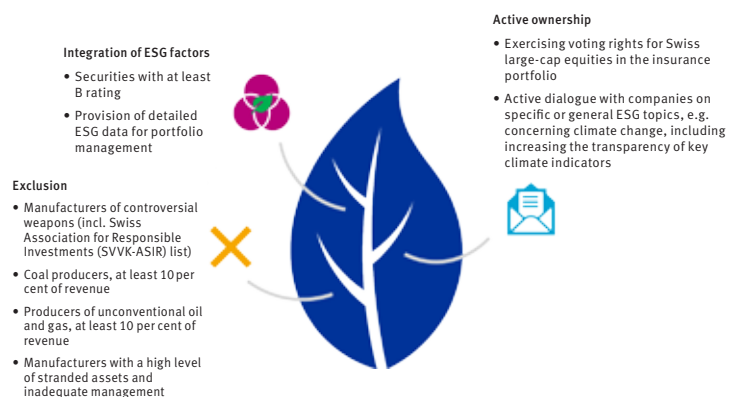 Integration of ESG factors
• Securities with at least
B rating
• Provision of detailed
ESG data for portfolio
management
Exclusion
• Manufacturers of controversial
weapons (incl. Swiss
Association for Responsible
Investments (SVVK-ASIR) list)
• Coal producers, at least 10 per
cent of revenue
• Producers of unconventional oil
and gas, at least 10 per cent of
revenue
• Manufacturers with a high level
of stranded assets and
inadequate management
Active ownership
• Exercising voting rights for Swiss
large-cap equities in the insurance
portfolio
• Active dialogue with companies on
specific or general ESG topics, e.g.
concerning climate change, including
increasing the transparency of key
climate indicators